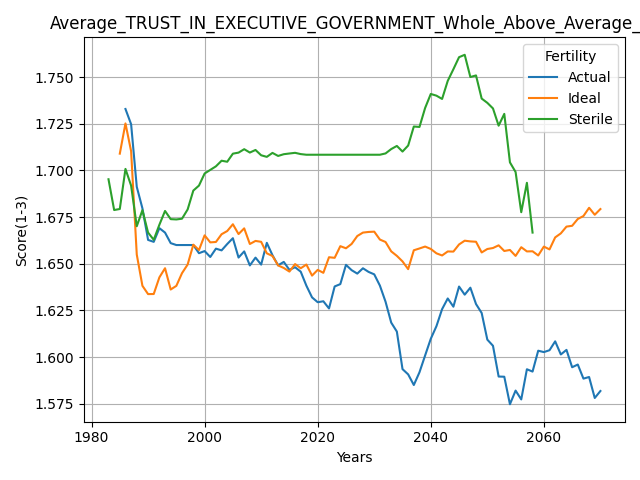 Average_TRUST_IN_EXECUTIVE_GOVERNMENT_Whole_Above_Average_
Fertility
Actual
Ideal
Sterile
Score(1-3)
1.750
1.725
1.700
1.675
1.650
1.625
1.600
1.575
1980
2000
2020
2040
2060
Years